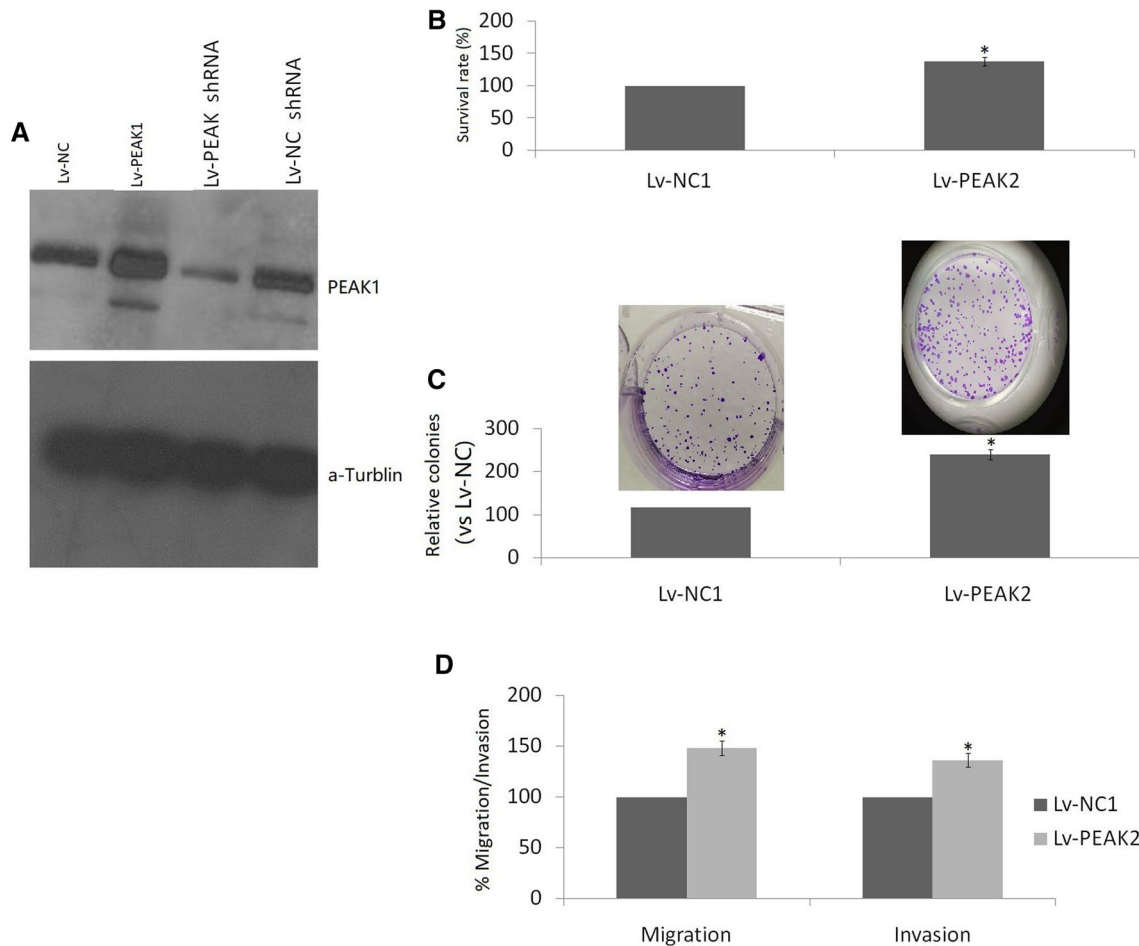 A
Lv-NC
Lv-PEAK1
Lv-PEAK shRNA
Lv-NC shRNA
PEAK1
a-Turblin
B
Survival rate (%)
200
150
100
50
0
*
Lv-NC1
Lv-PEAK2
C
Relative colonies
(vs Lv-NC)
300
200
100
0
*
Lv-NC1
Lv-PEAK2
D
% Migration/Invasion
200
150
100
50
0
*
*
Migration
Invasion
Lv-NC1
Lv-PEAK2